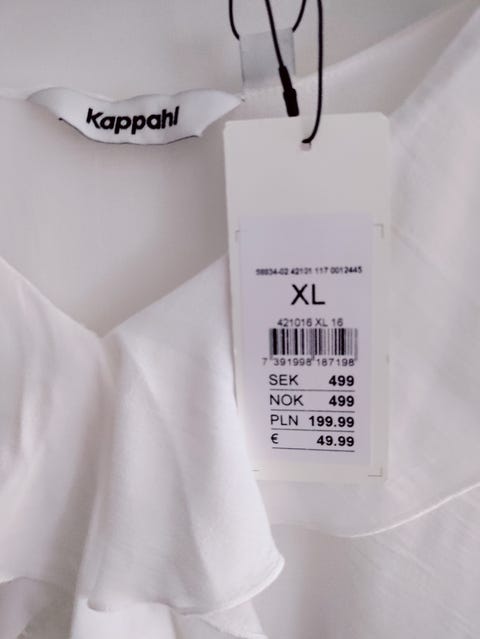 Kappahl
58834-02 42101 117 0012445
XL
421016 XL 16
7 391998 187198
SEK 499
NOK 499
PLN 199.99
€ 49.99